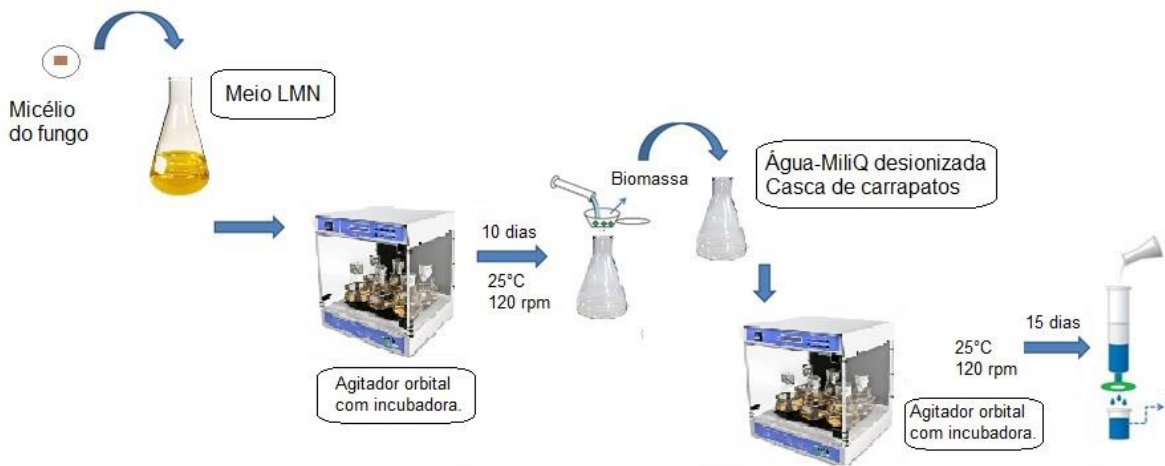 Micélio
do fungo
Meio LMN
10 dias
25°C
120 rpm
Agitador orbital
com incubadora.
Biomassa
Água-MiliQ desionizada
Casca de carrapatos
25°C
120 rpm
15 dias
Agitador orbital
com incubadora.